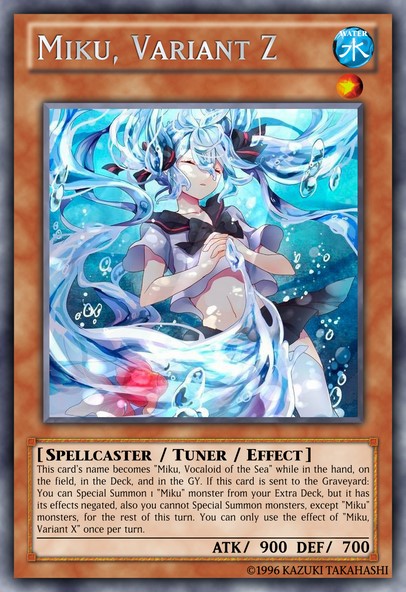 MIKU, VARIANT Z
WATER
水
[ SPELLCASTER / TUNER / EFFECT ]
This card's name becomes "Miku, Vocaloid of the Sea" while in the hand, on
the field, in the Deck, and in the GY. If this card is sent to the Graveyard:
You can Special Summon 1 "Miku" monster from your Extra Deck, but it has
its effects negated, also you cannot Special Summon monsters, except "Miku"
monsters, for the rest of this turn. You can only use the effect of "Miku,
Variant X" once per turn.
ATK/ 900 DEF/ 700
©1996 KAZUKI TAKAHASHI